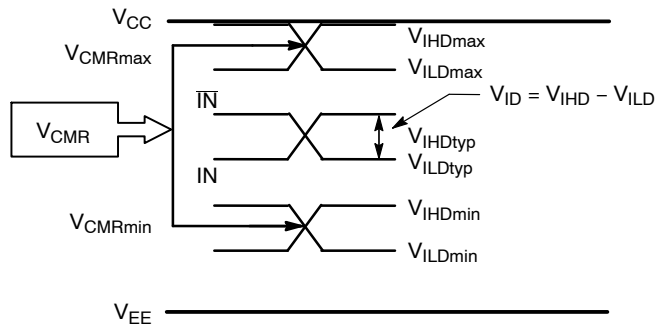 VCC
VIHDmax
VCMRmax
VILDmax
IN
VID = VIHD − VILD
VCMR
VIHDtyp
VILDtyp
IN
VIHDmin
VCMRmin
VILDmin
VEE